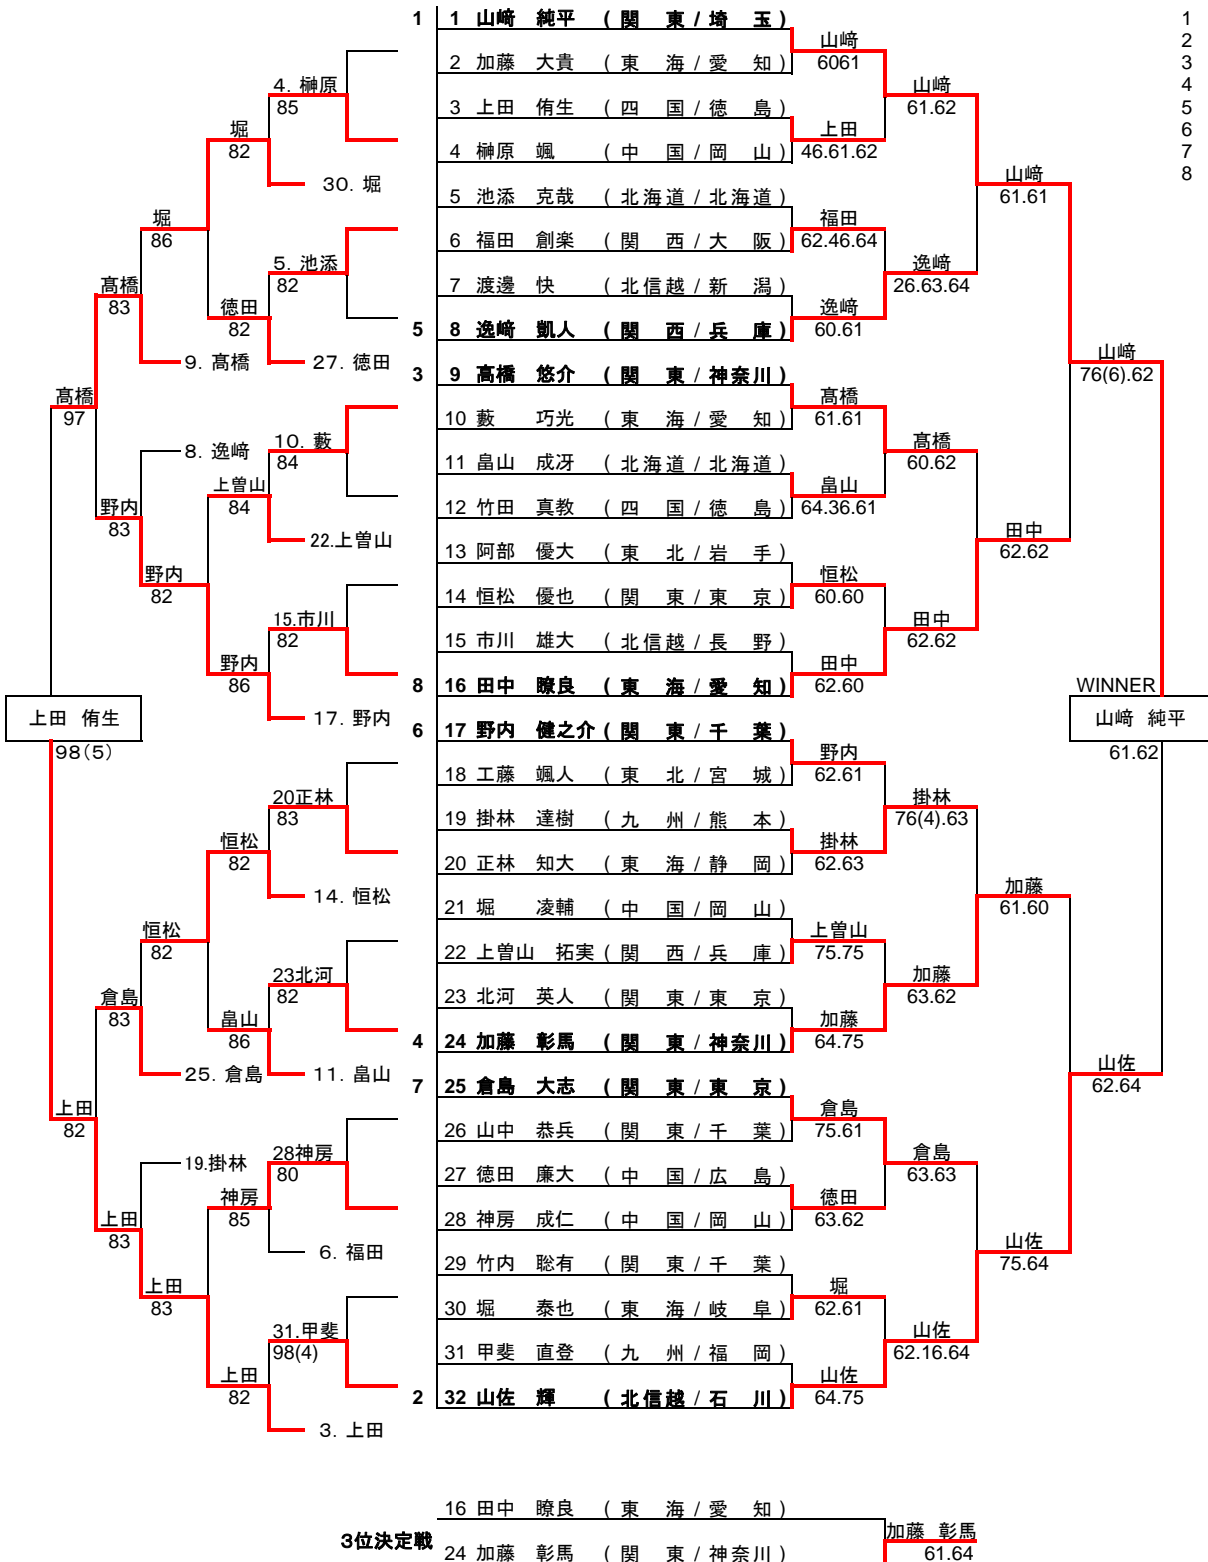 1 1 山﨑 純平 (関 東/埼 玉) 1
山﨑 2
2 加藤 大貴 (東 海/愛 知) 6061 3
4. 榊原 山﨑 4
85 3 上田 侑生 (四 国/徳 島) 61.62 5
堀 上田 6
82 4 榊原 颯 (中 国/岡 山) 46.61.62 7
30. 堀 山﨑 8
5 池添 克哉 (北海道/北海道) 61.61
堀 福田
86 6 福田 創楽 (関 西/大 阪) 62.46.64
5. 池添 逸﨑
82 7 渡邊 快 (北信越/新 潟) 26.63.64
髙橋
83 徳田 逸﨑
82 5 8 逸﨑 凱人 (関 西/兵 庫) 60.61
9. 髙橋 27. 徳田 山﨑
3 9 髙橋 悠介 (関 東/神奈川) 76(6).62
髙橋 髙橋
97 10 藪 巧光 (東 海/愛 知) 61.61
8. 逸﨑 10. 藪 髙橋
84 11 畠山 成冴 (北海道/北海道) 60.62
上曽山 畠山
野内 84 12 竹田 真教 (四 国/徳 島) 64.36.61
83 22.上曽山 田中
13 阿部 優大 (東 北/岩 手) 62.62
野内 恒松
82 14 恒松 優也 (関 東/東 京) 60.60
15.市川 田中
82 15 市川 雄大 (北信越/長 野) 62.62
野内 田中
86 8 16 田中 瞭良 (東 海/愛 知) 62.60
WINNER
上田 侑生 17. 野内 山﨑 純平
6 17 野内 健之介 (関 東/千 葉)
98(5) 野内 61.62
18 工藤 颯人 (東 北/宮 城) 62.61
20正林 掛林
83 19 掛林 達樹 (九 州/熊 本) 76(4).63
恒松 掛林
82 20 正林 知大 (東 海/静 岡) 62.63
14. 恒松 加藤
21 堀 凌輔 (中 国/岡 山) 61.60
恒松 上曽山
82 22 上曽山 拓実 (関 西/兵 庫) 75.75
23北河 加藤
82 23 北河 英人 (関 東/東 京) 63.62
倉島
83 畠山 加藤
86 4 24 加藤 彰馬 (関 東/神奈川) 64.75
25. 倉島 11. 畠山 山佐
7 25 倉島 大志 (関 東/東 京) 62.64
上田 倉島
82 26 山中 恭兵 (関 東/千 葉) 75.61
19.掛林 28神房 倉島
80 27 徳田 廉大 (中 国/広 島) 63.63
神房 徳田
上田 85 28 神房 成仁 (中 国/岡 山) 63.62
83 6. 福田 山佐
29 竹内 聡有 (関 東/千 葉) 75.64
上田 堀
83 30 堀 泰也 (東 海/岐 阜) 62.61
31.甲斐 山佐
98(4) 31 甲斐 直登 (九 州/福 岡) 62.16.64
上田 山佐
82 2 32 山佐 輝 (北信越/石 川) 64.75
3. 上田
16 田中 瞭良 (東 海/愛 知)
3位決定戦 加藤 彰馬
24 加藤 彰馬 (関 東/神奈川) 61.64